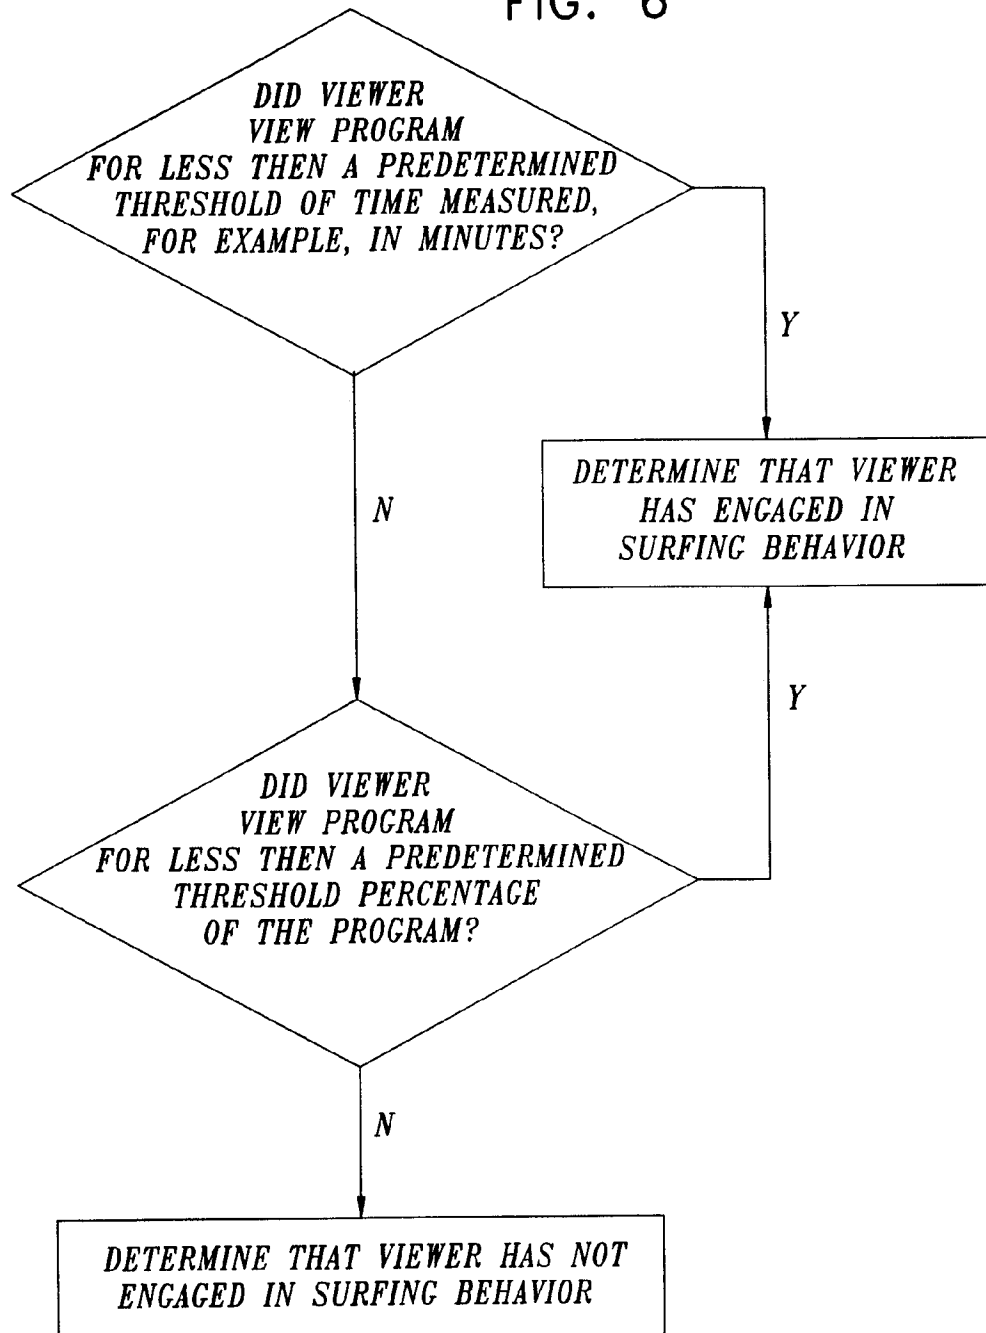 FIG. 6
DID VIEWER
VIEW PROGRAM
FOR LESS THEN A PREDETERMINED
THRESHOLD OF TIME MEASURED,
FOR EXAMPLE, IN MINUTES?
Y
DETERMINE THAT VIEWER
HAS ENGAGED IN
SURFING BEHAVIOR
N
Y
DID VIEWER
VIEW PROGRAM
FOR LESS THEN A PREDETERMINED
THRESHOLD PERCENTAGE
OF THE PROGRAM?
N
DETERMINE THAT VIEWER HAS NOT
ENGAGED IN SURFING BEHAVIOR